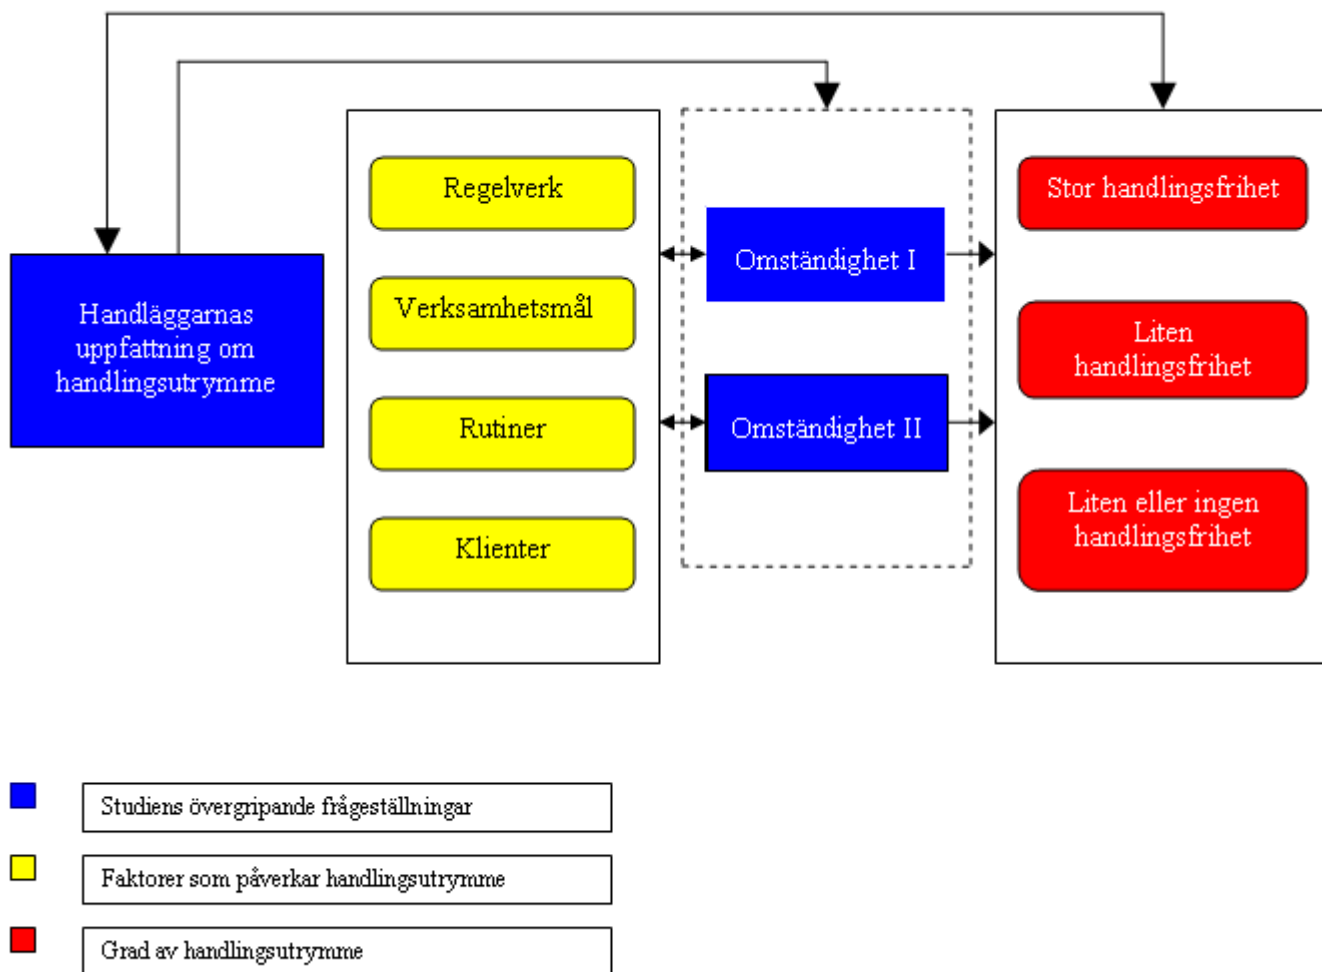 Handläggarnas
uppfattning om
handlingsutrymme
Regelverk
Verksamhetsmål
Rutiner
Klienter
Omständighet I
Omständighet II
Stor handlingsfrihet
Liten
handlingsfrihet
Liten eller ingen
handlingsfrihet
Studiens övergripande frågeställningar
Faktorer som påverkar handlingsutrymme
Grad av handlingsutrymme